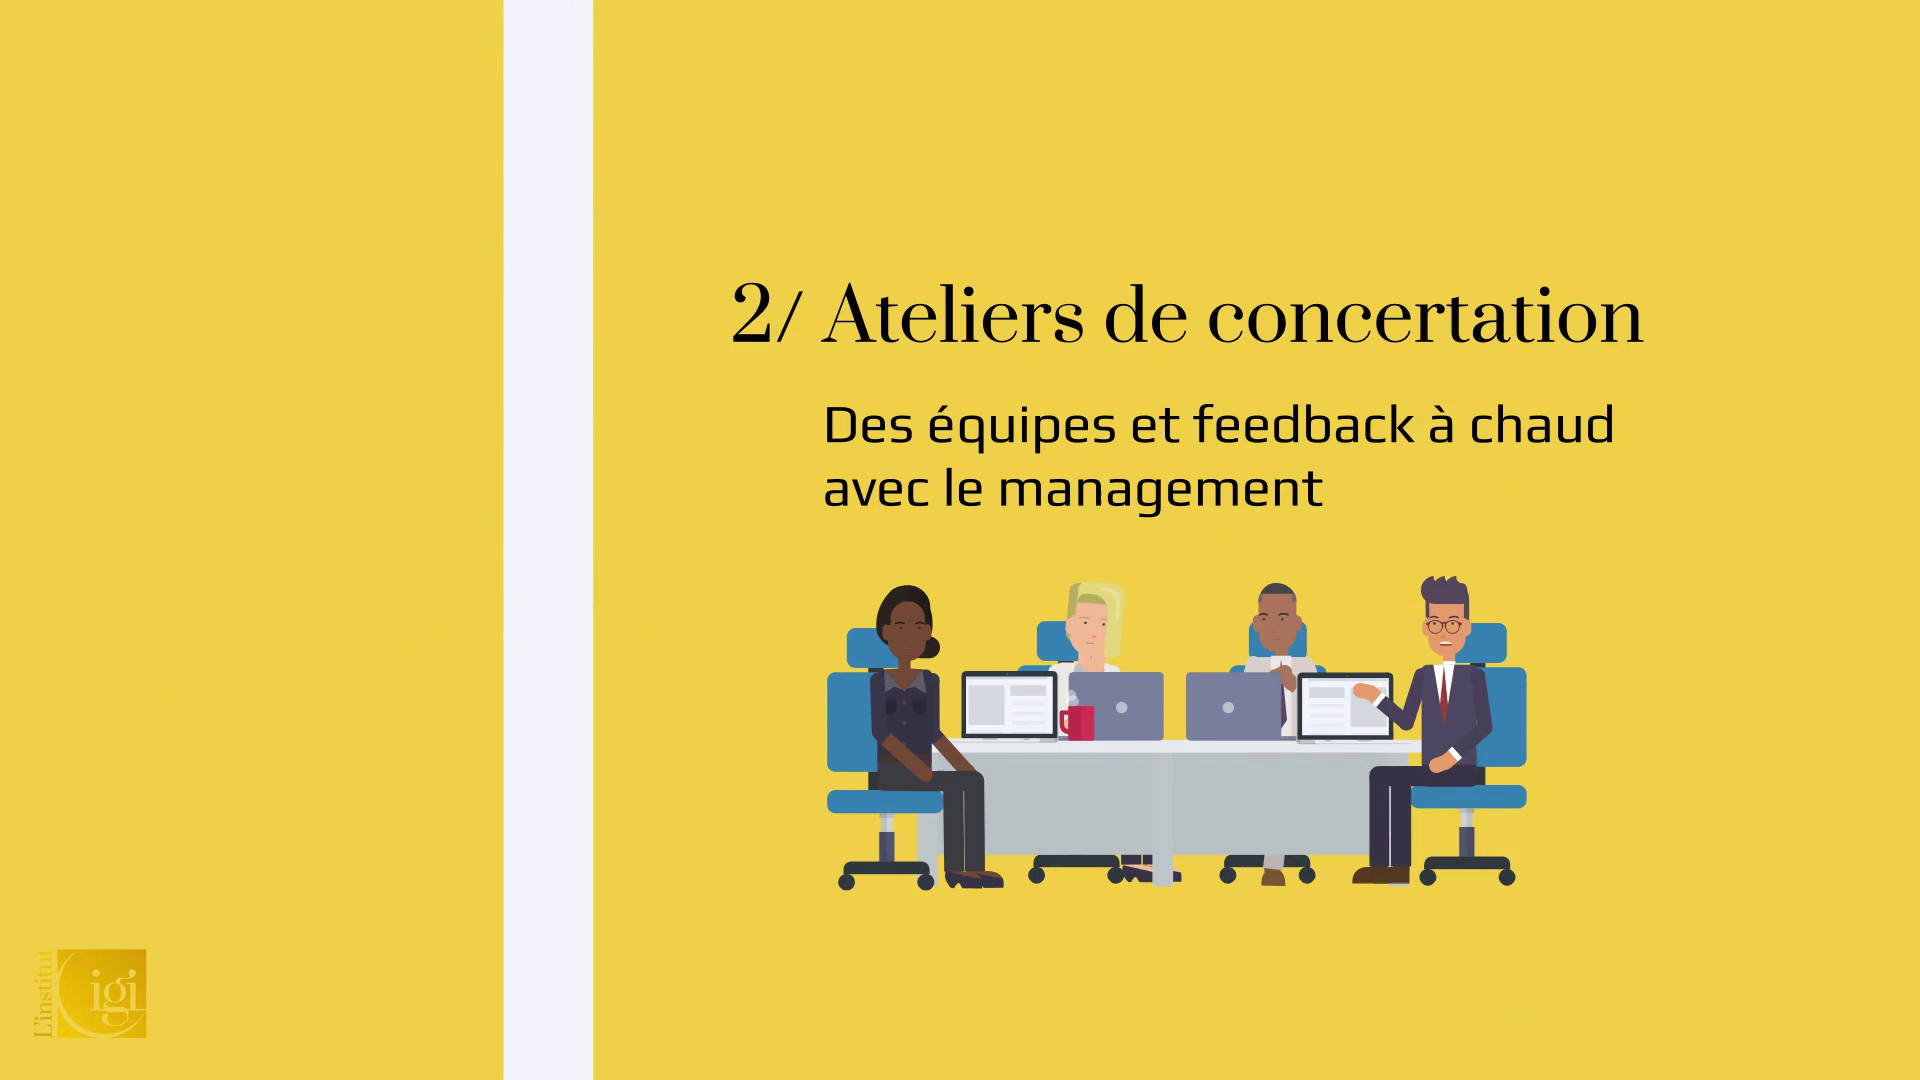 2/ Ateliers de concertation
Des équipes et feedback à chaud
avec le management
L'institut
igi